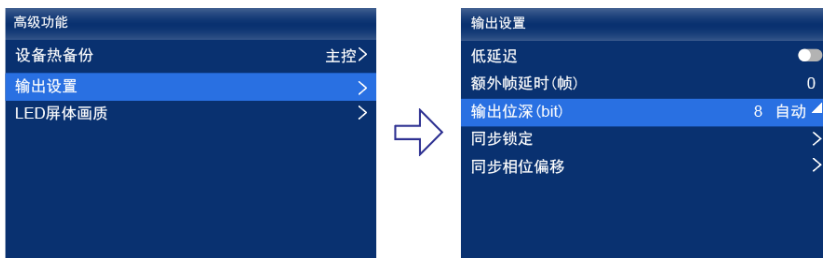 高级功能
设备热备份 主控>
输出设置 >
LED屏体画质 >
输出设置
低延迟
额外帧延时(帧) 0
输出位深(bit) 8 自动
同步锁定 >
同步相位偏移 >